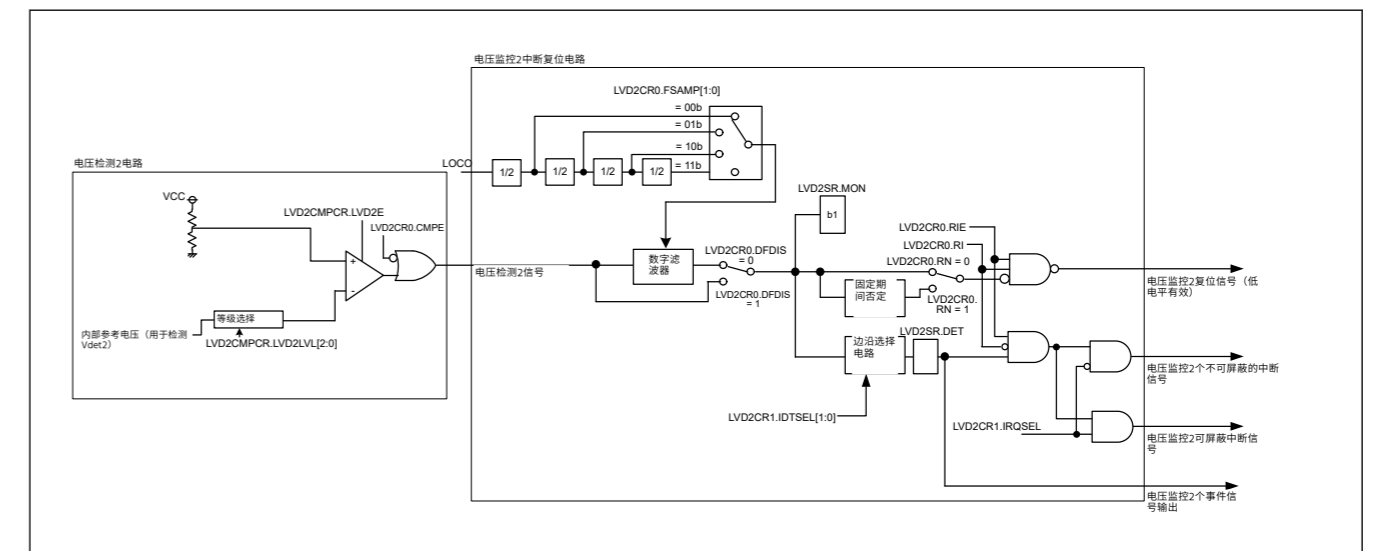 电压监控2中断复位电路
LVD2CR0.FSAMP[1:0]
= 00b
= 01b
= 10b
= 11b
电压检测2电路
LOCO
1/2
1/2
1/2
1/2
VCC
LVD2CMPCR.LVD2E
LVD2CR0.CMPE
+
-
等级选择
内部参考电压（用于检测
Vdet2）
LVD2CMPCR.LVD2LVL[2:0]
电压检测2信号
数字滤
波器
LVD2CR0.DFDIS
= 0
LVD2CR0.DFDIS
= 1
LVD2SR.MON
b1
LVD2CR0.RIE
LVD2CR0.RI
LVD2CR0.RN = 0
固定期
间否定
LVD2CR0.
RN = 1
电压监控2复位信号（低
电平有效）
边沿选择
电路
LVD2SR.DET
电压监控2个不可屏蔽的中断
信号
LVD2CR1.IDTSEL[1:0]
LVD2CR1.IRQSEL
电压监控2可屏蔽中断信
号
电压监控2个事件信
号输出